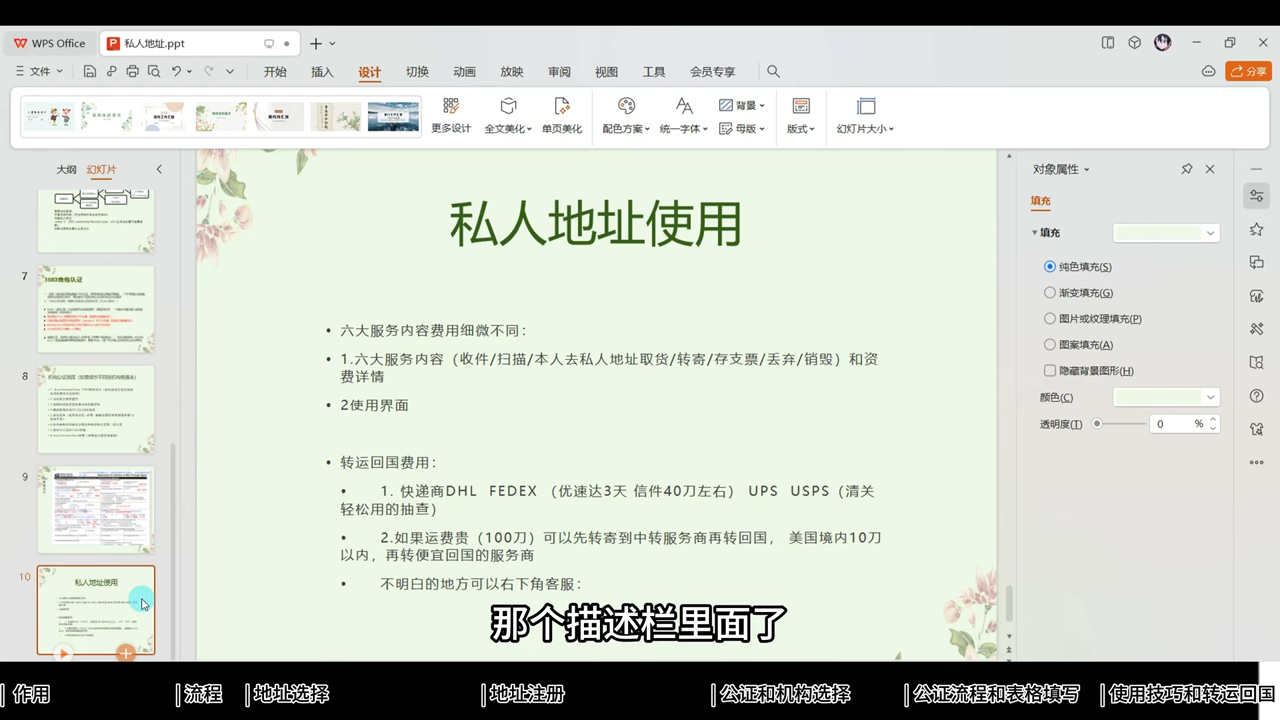 WPS Office
私人地址.ppt
文件
开始
插入
设计
切换
动画
放映
审阅
视图
工具
会员专享
分享
更多设计
全文美化
单页美化
配色方案
统一字体
背景
母版
版式
幻灯片大小
大纲
幻灯片
7
1583表格认证
8
9
10
私人地址使用
私人地址使用
• 六大服务内容费用细微不同：
• 1.六大服务内容（收件/扫描/本人去私人地址取货/转寄/存支票/丢弃/销毁）和资
费详情
• 2使用界面
• 转运回国费用：
• 1. 快递商DHL FEDEX （优速达3天 信件40刀左右） UPS USPS（清关
轻松用的抽查）
• 2.如果运费贵（100刀）可以先转寄到中转服务商再转回国， 美国境内10刀
以内，再转便宜回国的服务商
• 不明白的地方可以右下角客服：
对象属性
填充
填充
纯色填充(S)
渐变填充(G)
图片或纹理填充(P)
图案填充(A)
隐藏背景图形(H)
颜色(C)
透明度(T)
0 %
那个描述栏里面了
| 作用
| 流程
| 地址选择
| 地址注册
| 公证和机构选择
| 公证流程和表格填写
| 使用技巧和转运回国